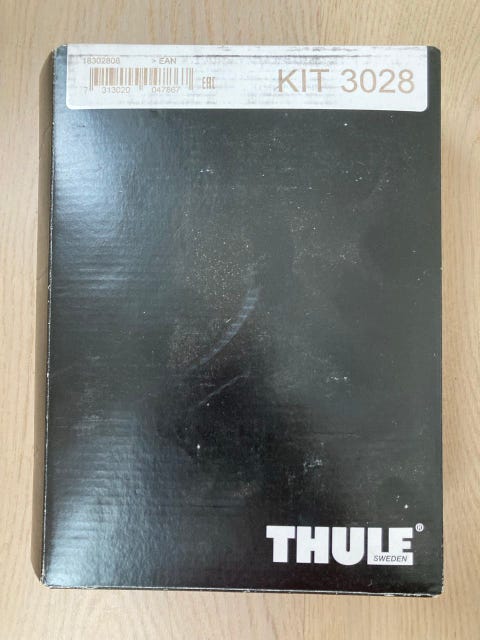 18302808 > EAN
7 313020 047867 EAC
KIT 3028
THULE®
SWEDEN